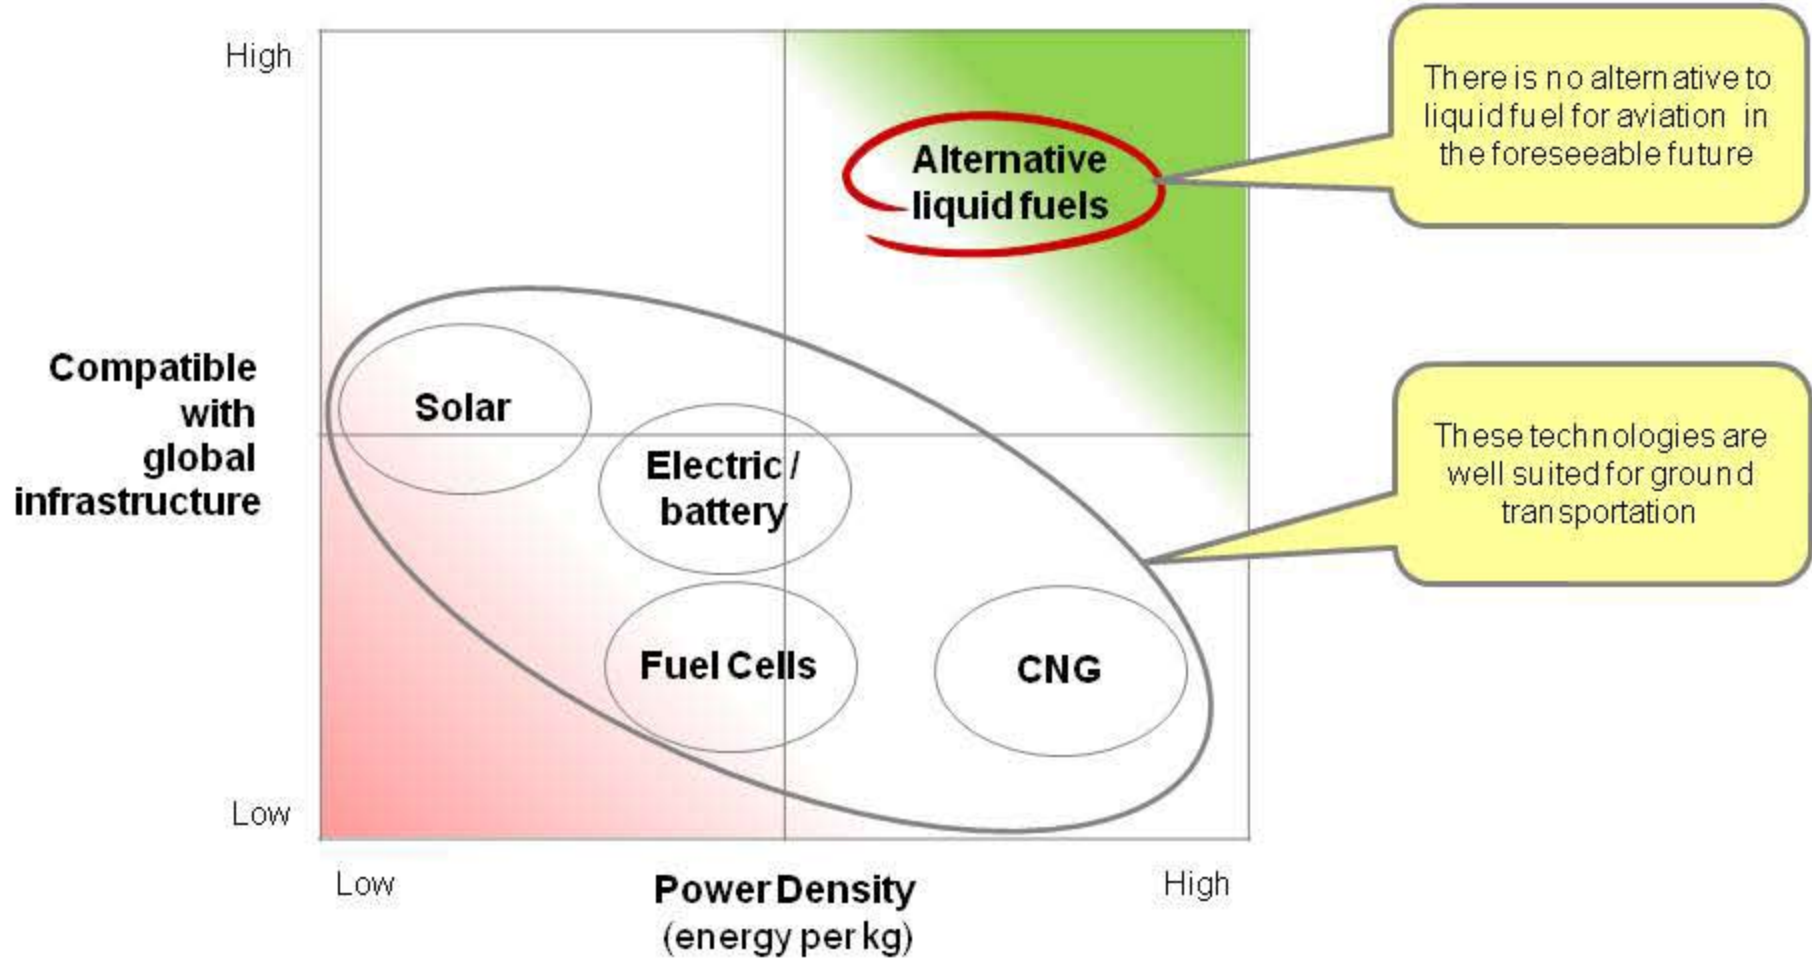 High
There is no alternative to
liquid fuel for aviation in
the foreseeable future
Alternative
liquid fuels
Compatible
with
global
infrastructure
Solar
Electric /
battery
These technologies are
well suited for ground
transportation
Fuel Cells
CNG
Low
Low
Power Density
(energy per kg)
High